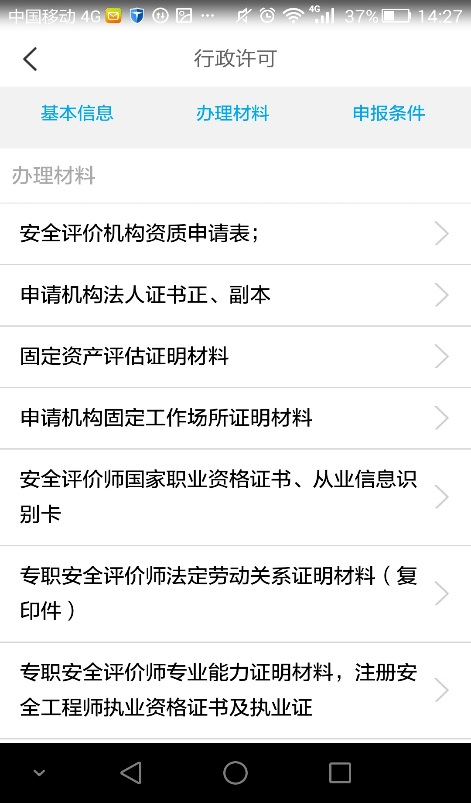 中国移动 4G ... 4G 37% 14:27
行政许可
基本信息 办理材料 申报条件
办理材料
安全评价机构资质申请表;
申请机构法人证书正、副本
固定资产评估证明材料
申请机构固定工作场所证明材料
安全评价师国家职业资格证书、从业信息识
别卡
专职安全评价师法定劳动关系证明材料（复
印件）
专职安全评价师专业能力证明材料，注册安
全工程师执业资格证书及执业证